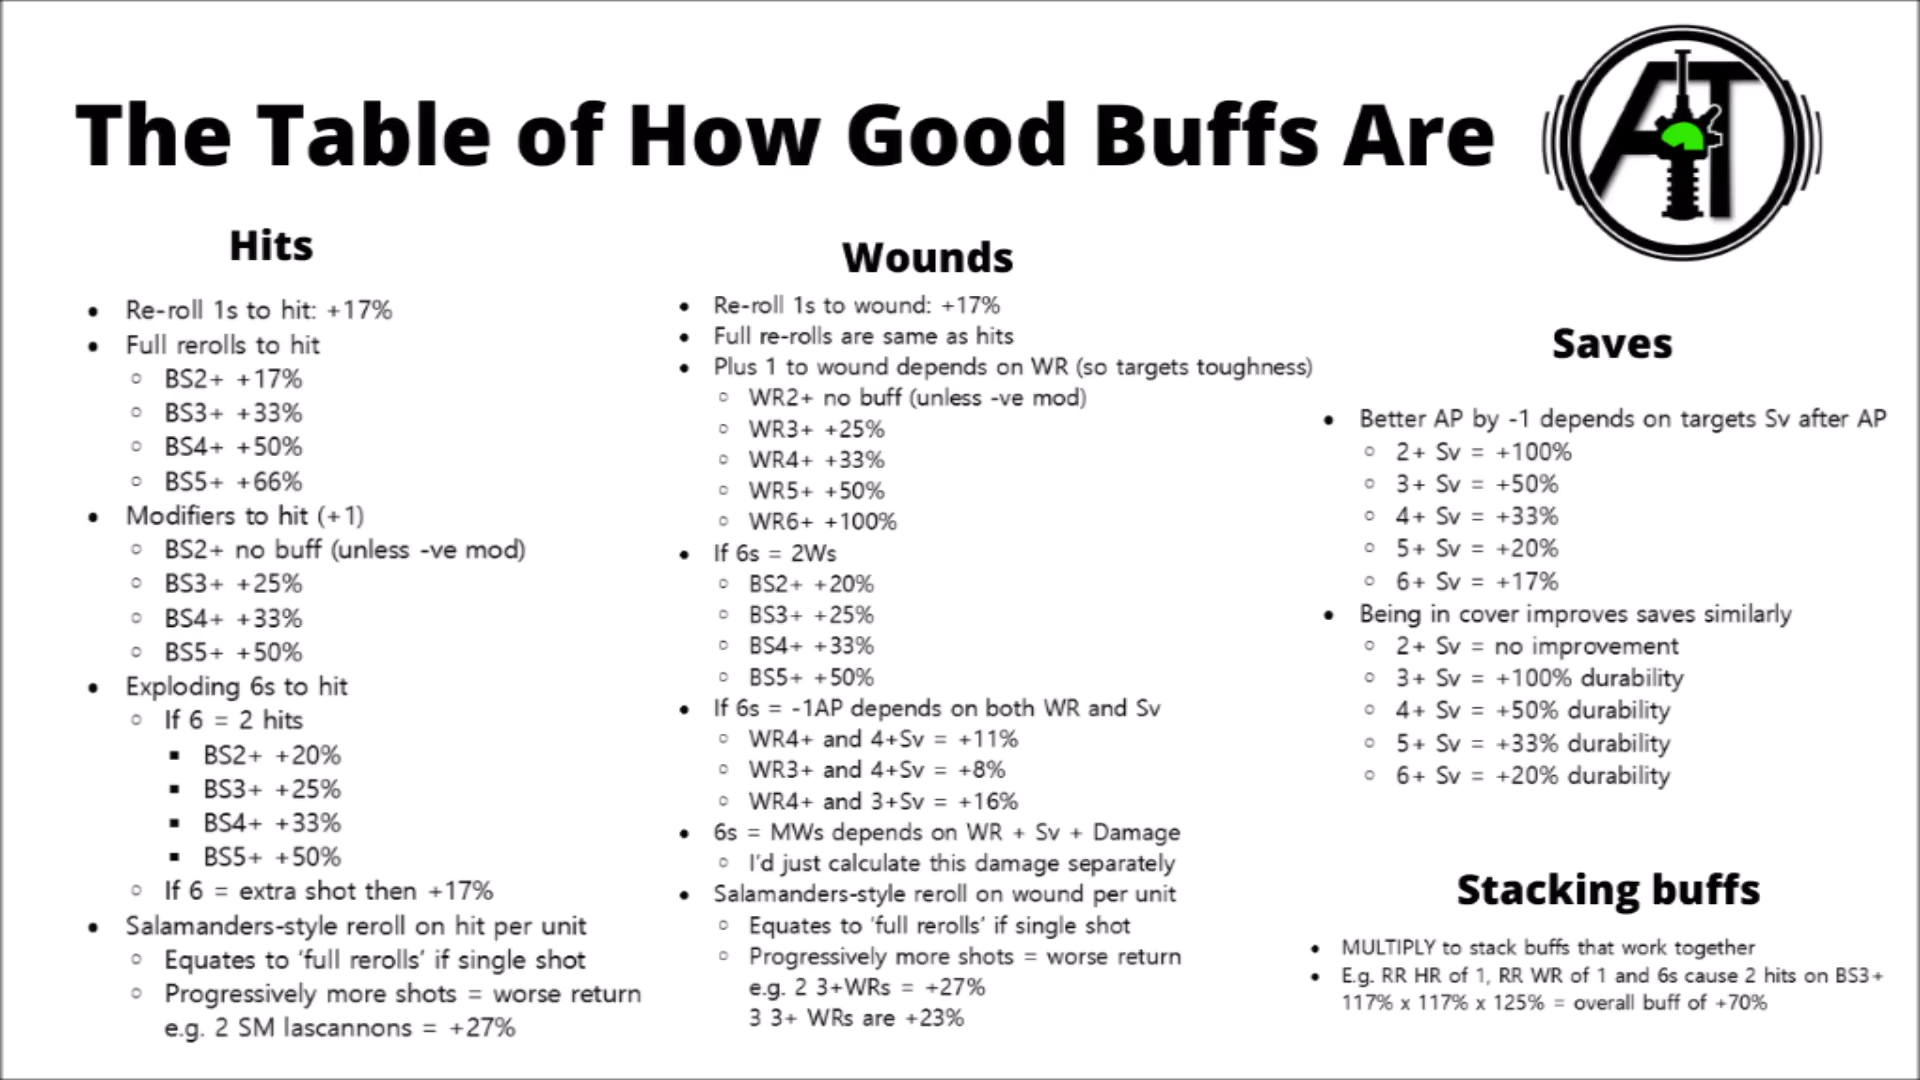 The Table of How Good Buffs Are
AT
Hits
• Re-roll 1s to hit: +17%
• Full rerolls to hit
○ BS2+ +17%
○ BS3+ +33%
○ BS4+ +50%
○ BS5+ +66%
• Modifiers to hit (+1)
○ BS2+ no buff (unless -ve mod)
○ BS3+ +25%
○ BS4+ +33%
○ BS5+ +50%
• Exploding 6s to hit
○ If 6 = 2 hits
▪ BS2+ +20%
▪ BS3+ +25%
▪ BS4+ +33%
▪ BS5+ +50%
○ If 6 = extra shot then +17%
• Salamanders-style reroll on hit per unit
○ Equates to 'full rerolls' if single shot
○ Progressively more shots = worse return
e.g. 2 SM lascannons = +27%
Wounds
• Re-roll 1s to wound: +17%
• Full re-rolls are same as hits
• Plus 1 to wound depends on WR (so targets toughness)
○ WR2+ no buff (unless -ve mod)
○ WR3+ +25%
○ WR4+ +33%
○ WR5+ +50%
○ WR6+ +100%
• If 6s = 2Ws
○ BS2+ +20%
○ BS3+ +25%
○ BS4+ +33%
○ BS5+ +50%
• If 6s = -1AP depends on both WR and Sv
○ WR4+ and 4+Sv = +11%
○ WR3+ and 4+Sv = +8%
○ WR4+ and 3+Sv = +16%
• 6s = MWs depends on WR + Sv + Damage
○ I'd just calculate this damage separately
• Salamanders-style reroll on wound per unit
○ Equates to 'full rerolls' if single shot
○ Progressively more shots = worse return
e.g. 2 3+WRs = +27%
3 3+ WRs are +23%
Saves
• Better AP by -1 depends on targets Sv after AP
○ 2+ Sv = +100%
○ 3+ Sv = +50%
○ 4+ Sv = +33%
○ 5+ Sv = +20%
○ 6+ Sv = +17%
• Being in cover improves saves similarly
○ 2+ Sv = no improvement
○ 3+ Sv = +100% durability
○ 4+ Sv = +50% durability
○ 5+ Sv = +33% durability
○ 6+ Sv = +20% durability
Stacking buffs
• MULTIPLY to stack buffs that work together
• E.g. RR HR of 1, RR WR of 1 and 6s cause 2 hits on BS3+
117% x 117% x 125% = overall buff of +70%